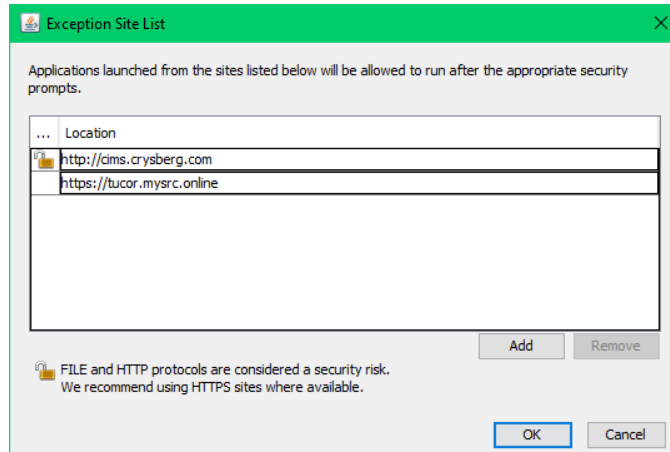 Exception Site List
Applications launched from the sites listed below will be allowed to run after the appropriate security
prompts.
... Location
http://cims.crysberg.com
https://tucor.mysrc.online
Add Remove
FILE and HTTP protocols are considered a security risk.
We recommend using HTTPS sites where available.
OK Cancel